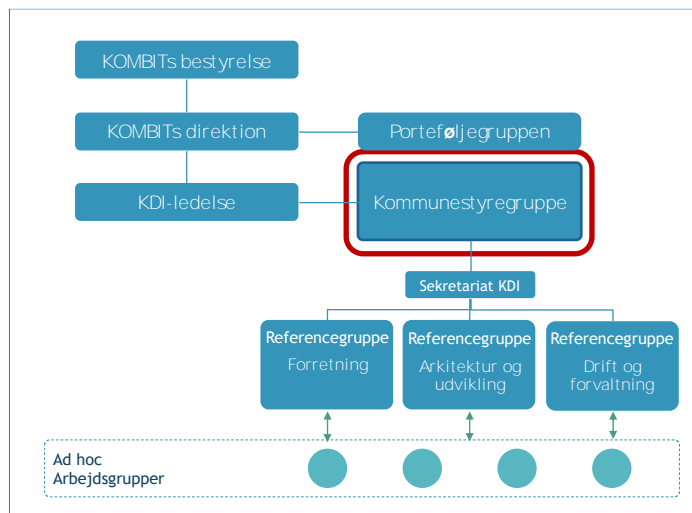 KOMBITs bestyrelse
KOMBITs direktion
Porteføljegruppen
KDI-ledelse
Kommunestyregruppe
Sekretariat KDI
Referencegruppe
Forretning
Referencegruppe
Arkitektur og
udvikling
Referencegruppe
Drift og
forvaltning
Ad hoc
Arbejdsgrupper